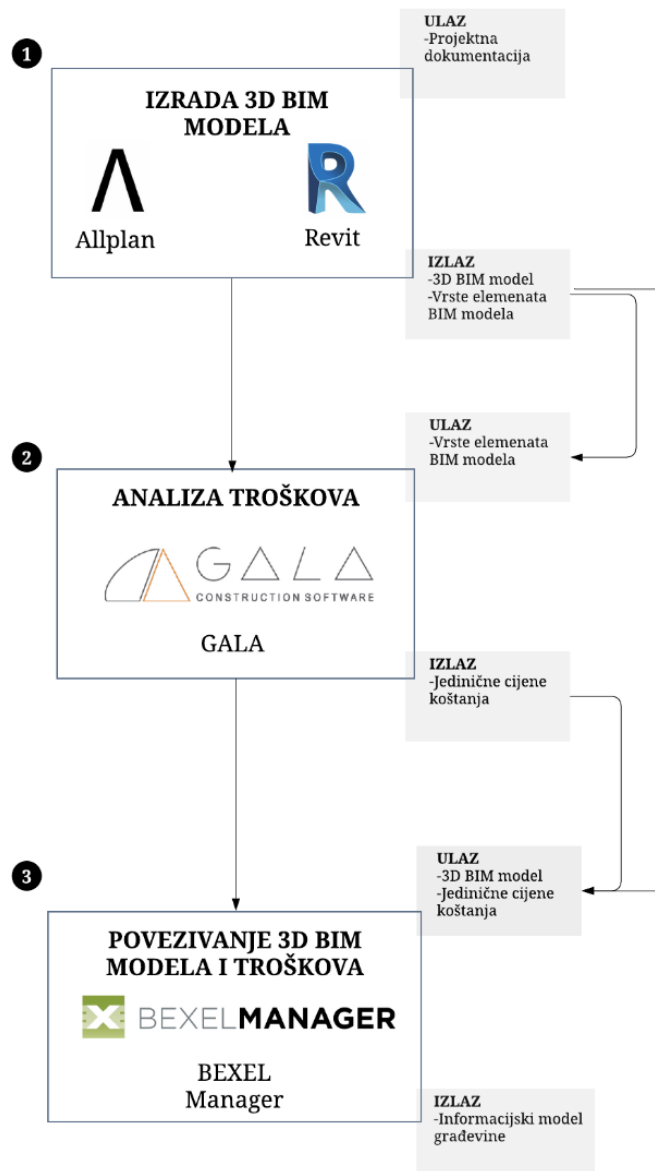 1
ULAZ
-Projektna
dokumentacija
IZRADA 3D BIM
MODELA
Allplan
Revit
IZLAZ
-3D BIM model
-Vrste elemenata
BIM modela
ULAZ
-Vrste elemenata
BIM modela
2
ANALIZA TROŠKOVA
GALA
CONSTRUCTION SOFTWARE
GALA
IZLAZ
-Jedinične cijene
koštanja
ULAZ
-3D BIM model
-Jedinične cijene
koštanja
3
POVEZIVANJE 3D BIM
MODELA I TROŠKOVA
BEXELMANAGER
BEXEL
Manager
IZLAZ
-Informacijski model
građevine